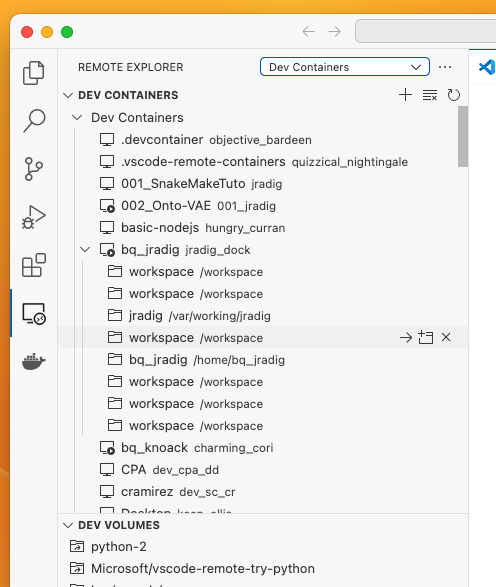 REMOTE EXPLORER Dev Containers
DEV CONTAINERS
Dev Containers
.devcontainer objective_bardeen
.vscode-remote-containers quizzical_nightingale
001_SnakeMakeTuto jradig
002_Onto-VAE 001_jradig
basic-nodejs hungry_curran
bq_jradig jradig_dock
workspace /workspace
workspace /workspace
jradig /var/working/jradig
workspace /workspace
bq_jradig /home/bq_jradig
workspace /workspace
workspace /workspace
workspace /workspace
bq_knoack charming_cori
CPA dev_cpa_dd
cramirez dev_sc_cr
Desktop
DEV VOLUMES
python-2
Microsoft/vscode-remote-try-python